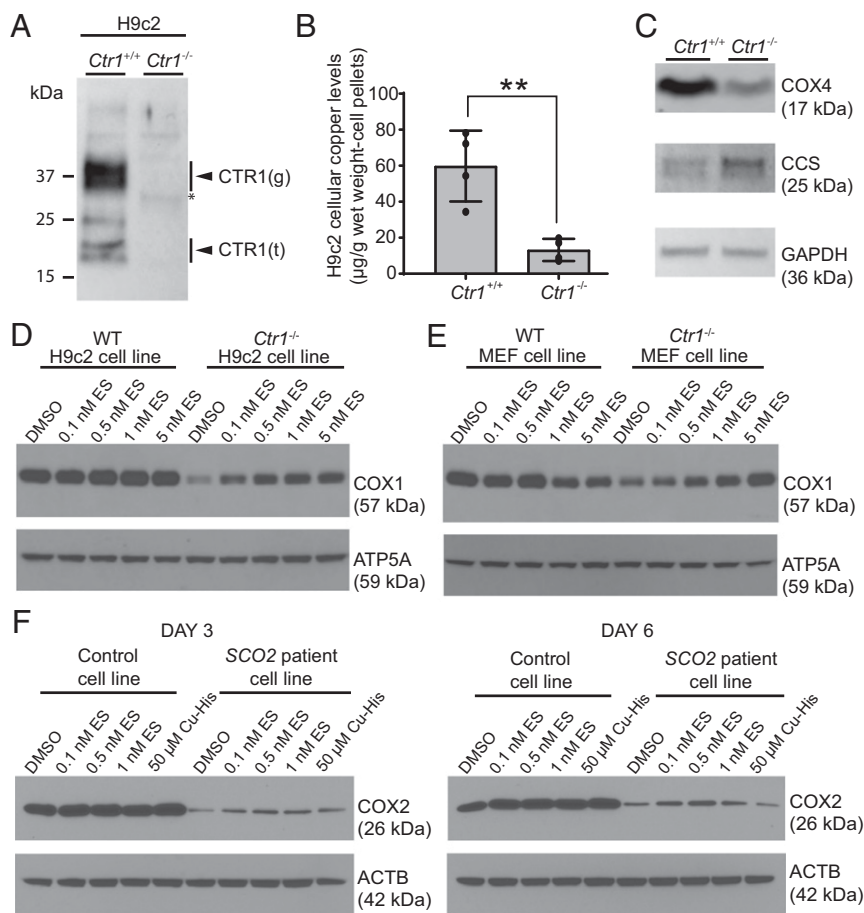 A
H9c2
Ctr1+/+ Ctr1-/-
kDa
37
25
15
CTR1(g)
*
CTR1(t)
B
H9c2 cellular copper levels
(µg/g wet weight-cell pellets)
100
80
60
40
20
0
**
Ctr1+/+ Ctr1-/-
C
Ctr1+/+ Ctr1-/-
COX4
(17 kDa)
CCS
(25 kDa)
GAPDH
(36 kDa)
D
WT
H9c2 cell line
Ctr1-/-
H9c2 cell line
DMSO
0.1 nM ES
0.5 nM ES
1 nM ES
5 nM ES
DMSO
0.1 nM ES
0.5 nM ES
1 nM ES
5 nM ES
COX1
(57 kDa)
ATP5A
(59 kDa)
E
WT
MEF cell line
Ctr1-/-
MEF cell line
DMSO
0.1 nM ES
0.5 nM ES
1 nM ES
5 nM ES
DMSO
0.1 nM ES
0.5 nM ES
1 nM ES
5 nM ES
COX1
(57 kDa)
ATP5A
(59 kDa)
F
DAY 3
Control
cell line
SCO2 patient
cell line
DMSO
0.1 nM ES
0.5 nM ES
1 nM ES
50 µM Cu-His
DMSO
0.1 nM ES
0.5 nM ES
1 nM ES
50 µM Cu-His
COX2
(26 kDa)
ACTB
(42 kDa)
DAY 6
Control
cell line
SCO2 patient
cell line
DMSO
0.1 nM ES
0.5 nM ES
1 nM ES
50 µM Cu-His
DMSO
0.1 nM ES
0.5 nM ES
1 nM ES
50 µM Cu-His
COX2
(26 kDa)
ACTB
(42 kDa)